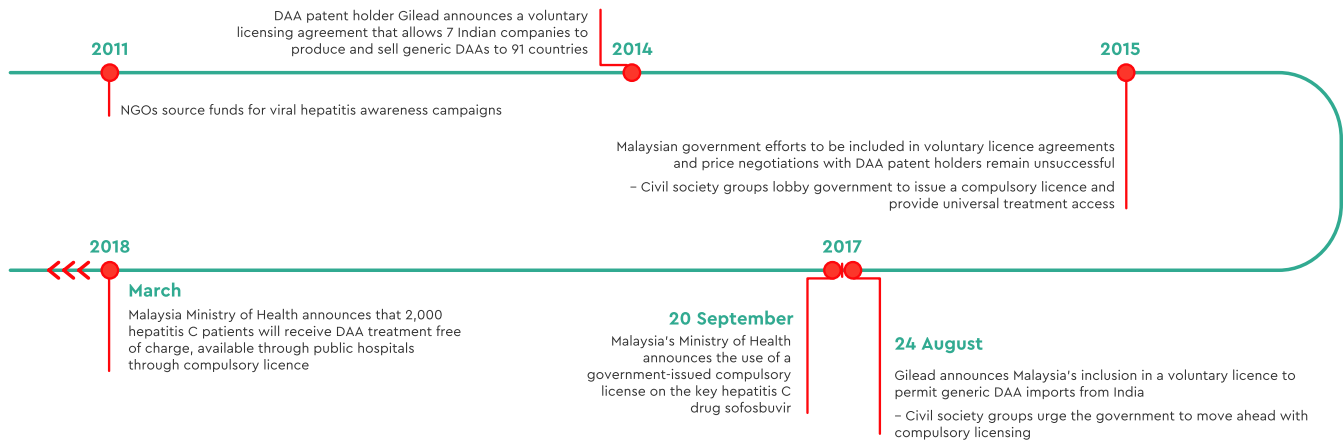 2011
NGOs source funds for viral hepatitis awareness campaigns
DAA patent holder Gilead announces a voluntary
licensing agreement that allows 7 Indian companies to
produce and sell generic DAAs to 91 countries
2014
2015
Malaysian government efforts to be included in voluntary licence agreements
and price negotiations with DAA patent holders remain unsuccessful
– Civil society groups lobby government to issue a compulsory licence and
provide universal treatment access
2017
24 August
Gilead announces Malaysia's inclusion in a voluntary licence to
permit generic DAA imports from India
– Civil society groups urge the government to move ahead with
compulsory licensing
20 September
Malaysia's Ministry of Health
announces the use of a
government-issued compulsory
license on the key hepatitis C
drug sofosbuvir
2018
March
Malaysia Ministry of Health announces that 2,000
hepatitis C patients will receive DAA treatment free
of charge, available through public hospitals
through compulsory licence